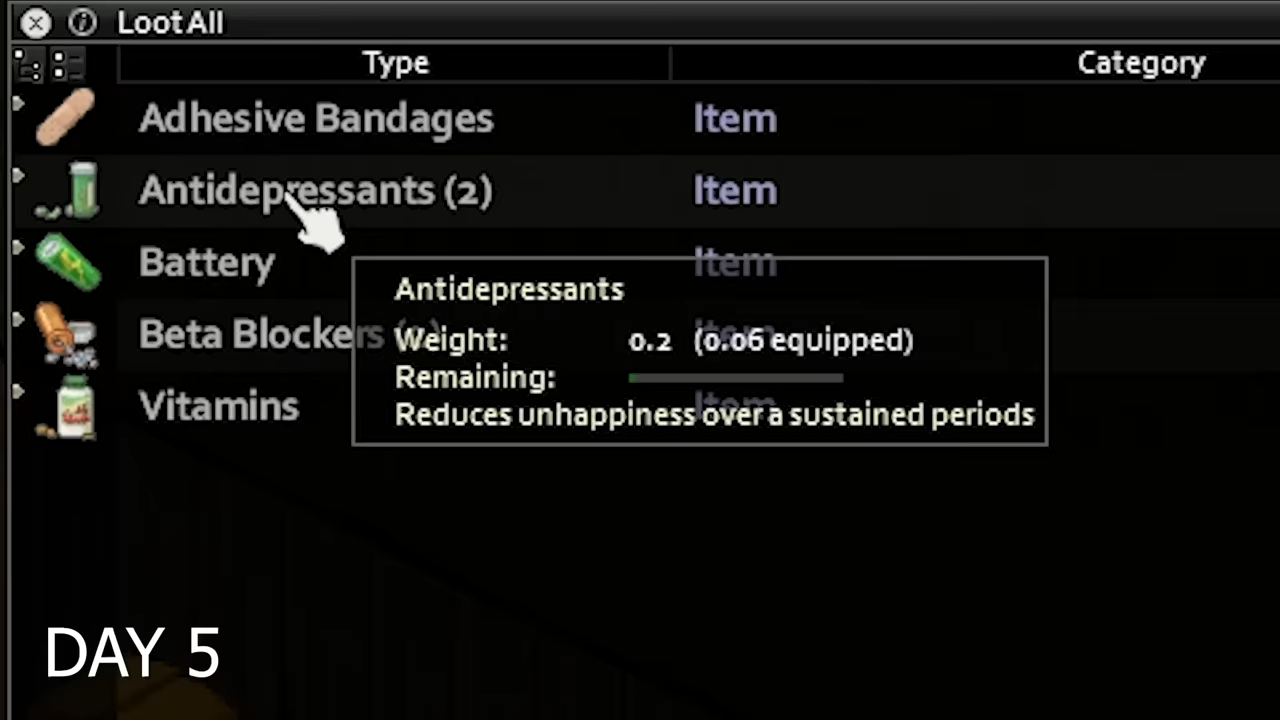 Loot All
Type Category
Adhesive Bandages Item
Antidepressants (2) Item
Battery Item
Beta Blockers
Vitamins
Antidepressants
Weight: 0.2 (0.06 equipped)
Remaining:
Reduces unhappiness over a sustained periods
DAY 5